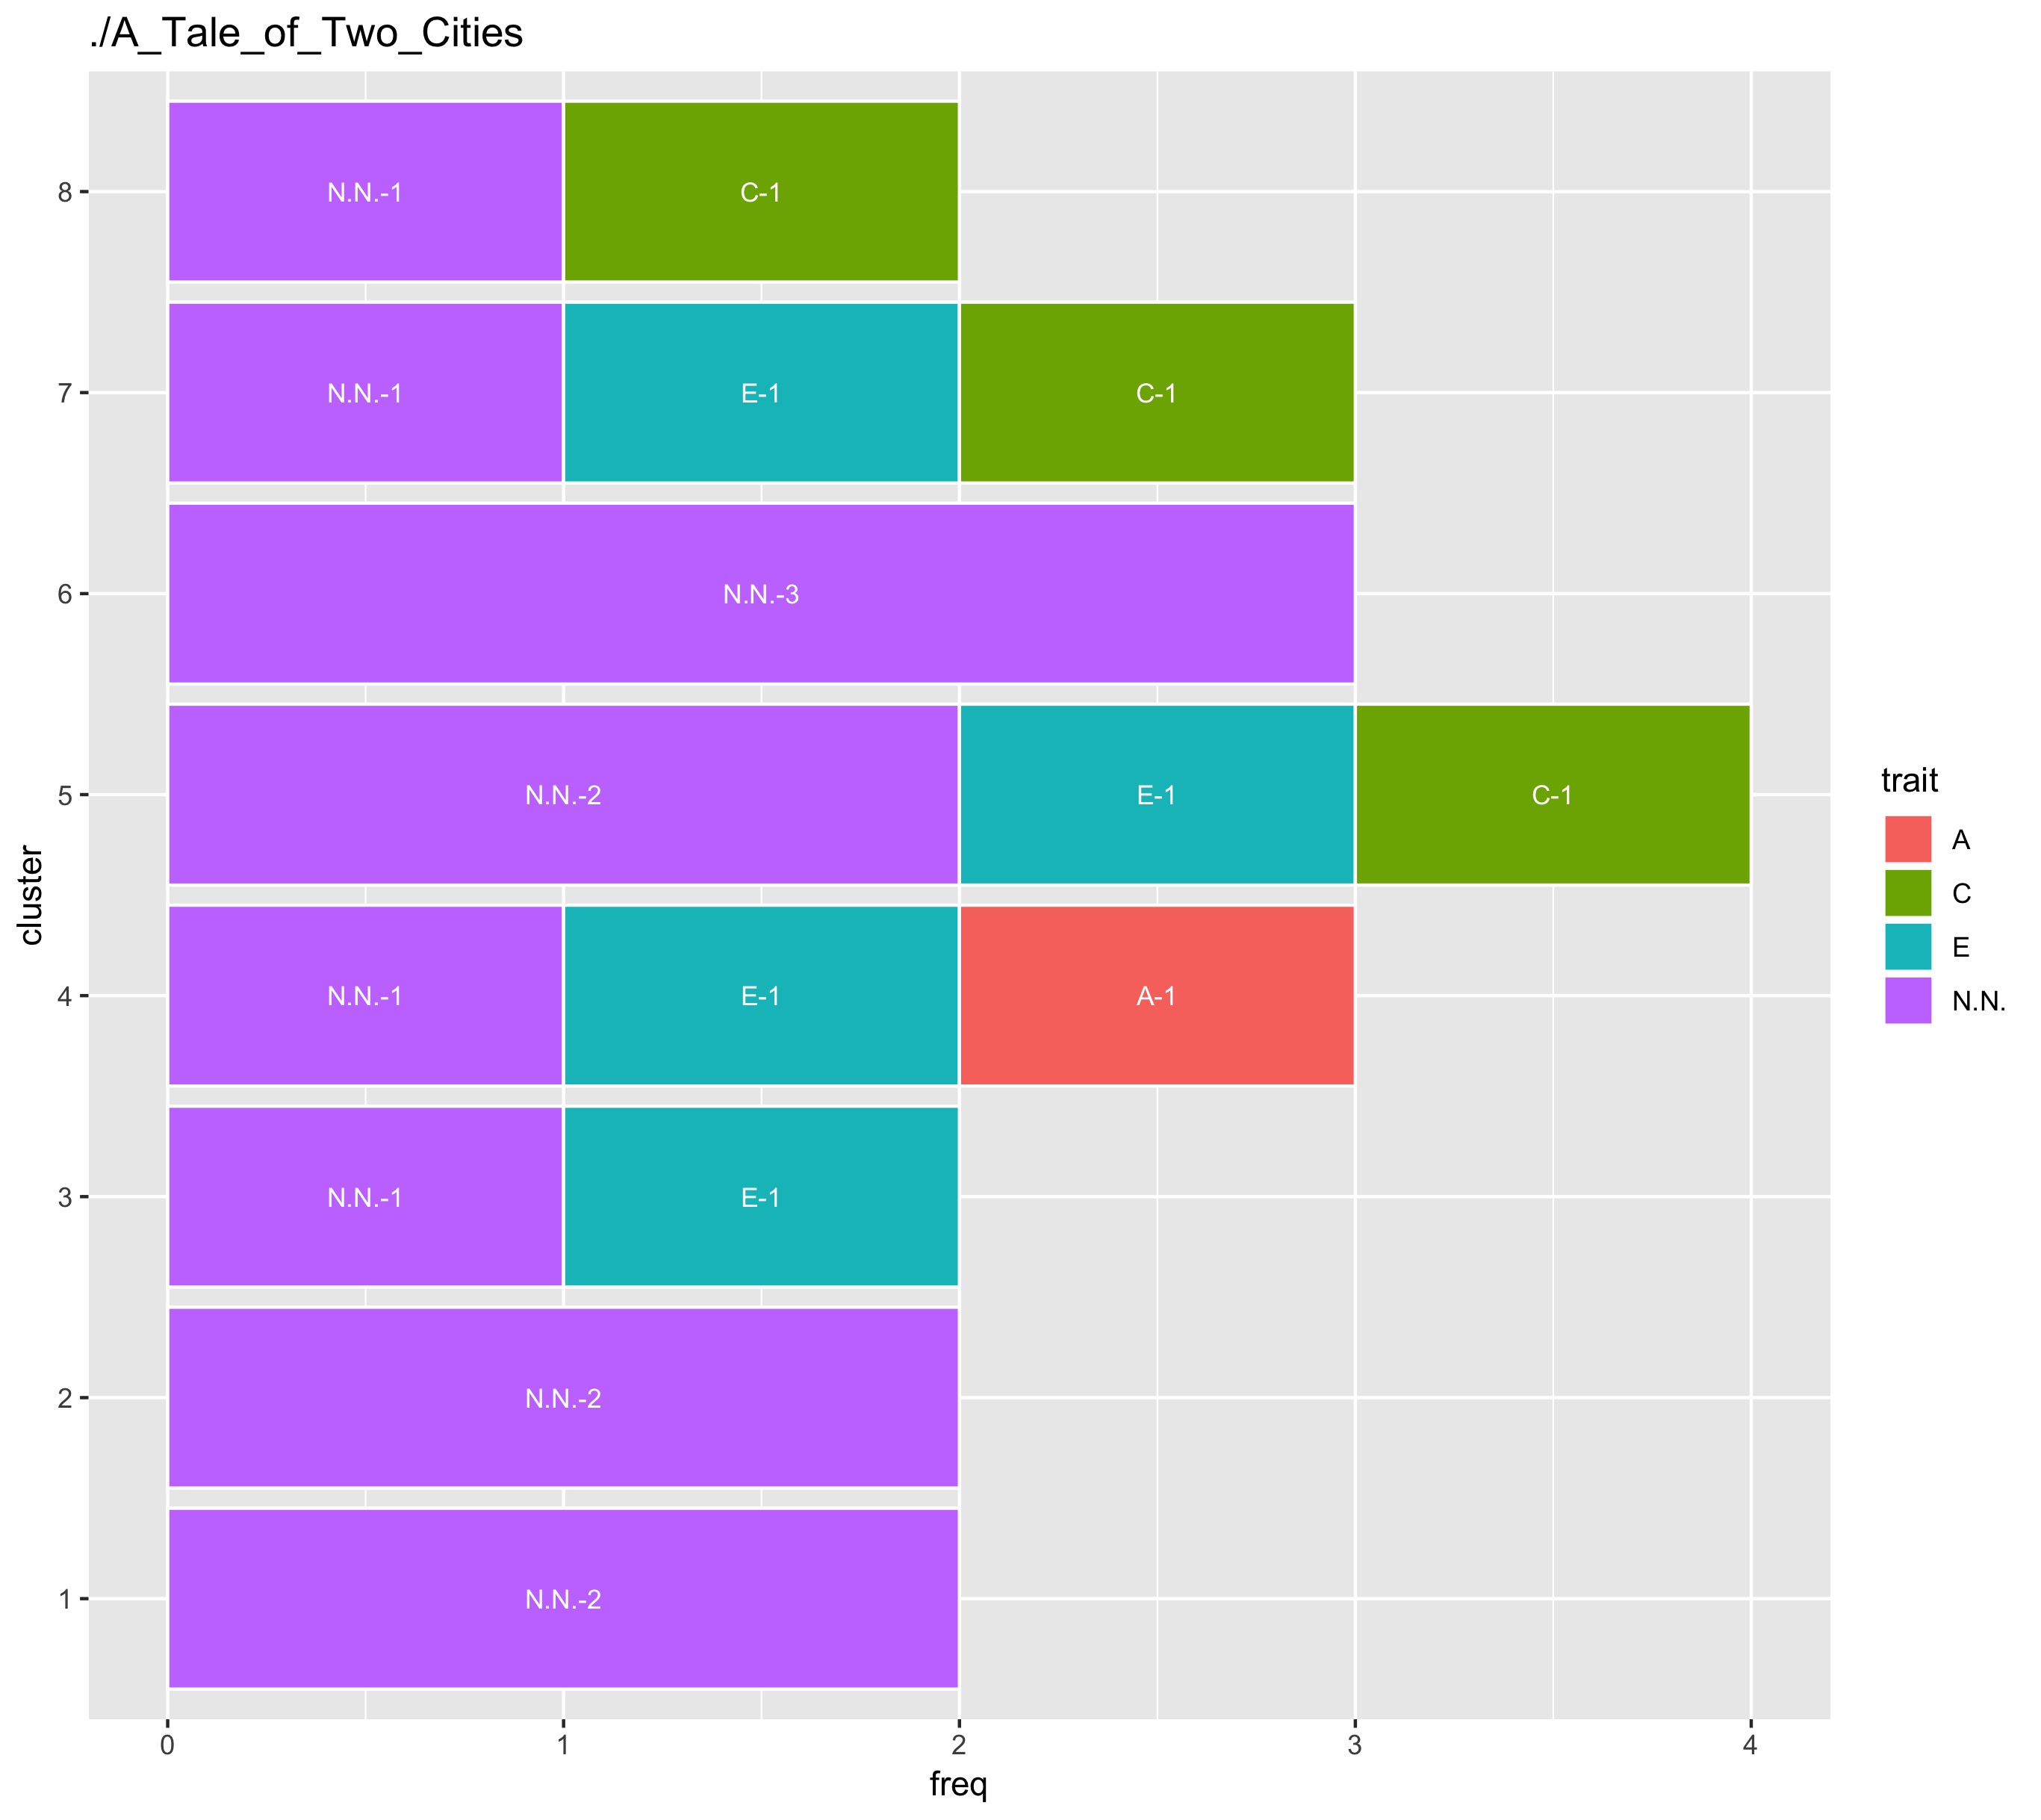 ./A_Tale_of_Two_Cities
8
N.N.-1 C-1
7
N.N.-1 E-1 C-1
6
N.N.-3
5
N.N.-2 E-1 C-1
4
N.N.-1 E-1 A-1
3
N.N.-1 E-1
2
N.N.-2
1
N.N.-2
cluster
0 1 2 3 4
freq
trait
A
C
E
N.N.